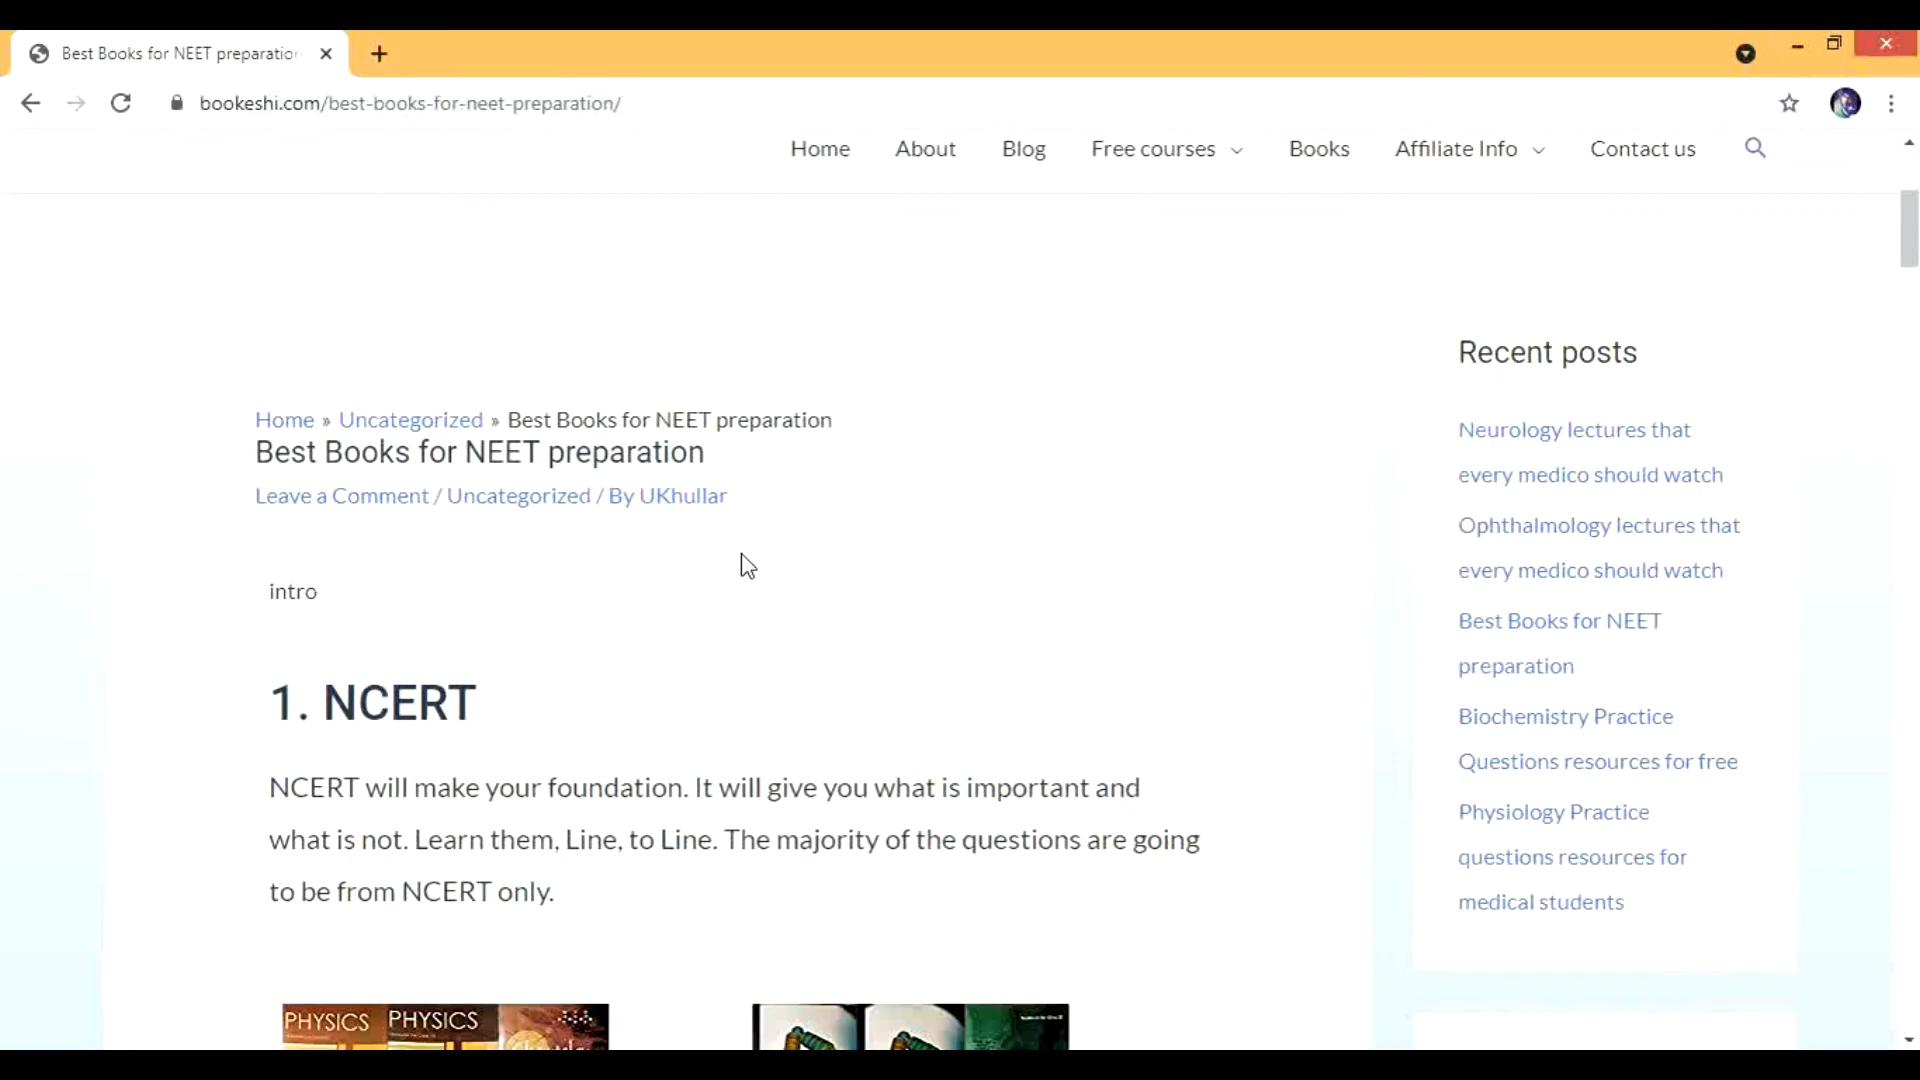 Best Books for NEET preparation
bookeshi.com/best-books-for-neet-preparation/
Home About Blog Free courses Books Affiliate Info Contact us
Home » Uncategorized » Best Books for NEET preparation
Best Books for NEET preparation
Leave a Comment / Uncategorized / By UKhullar
intro
1. NCERT
NCERT will make your foundation. It will give you what is important and
what is not. Learn them, Line, to Line. The majority of the questions are going
to be from NCERT only.
PHYSICS PHYSICS
Recent posts
Neurology lectures that
every medico should watch
Ophthalmology lectures that
every medico should watch
Best Books for NEET
preparation
Biochemistry Practice
Questions resources for free
Physiology Practice
questions resources for
medical students